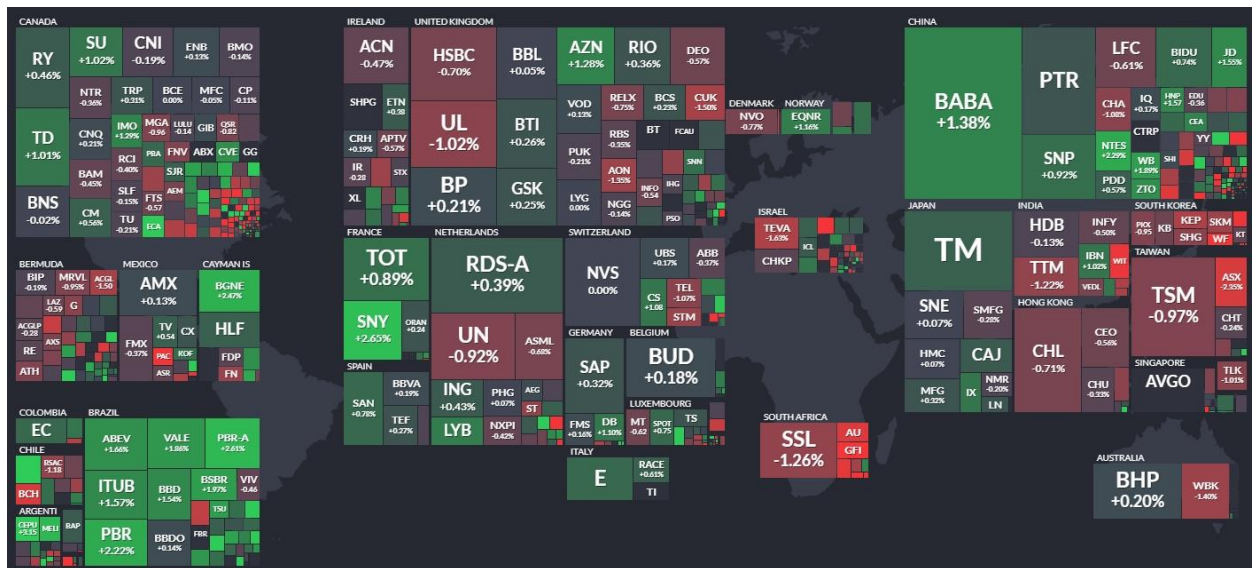 CANADA
RY
+0.46%
SU
+1.02%
CNI
-0.19%
ENB
+0.13%
BMO
-0.14%
TD
+1.01%
BNS
-0.02%
NTR
-0.36%
TRP
+0.31%
BCE
0.00%
MFC
-0.05%
CP
-0.11%
CNQ
+0.21%
IMO
+1.29%
MGA
-0.96
LULU
-0.14
GIB
QSR
-0.82
BAM
-0.45%
RCI
-0.40%
PBA
FNV
ABX
CVE
GG
SLF
-0.15%
SJR
CM
+0.56%
TU
-0.21%
FTS
-0.57
AEM
ECA
BERMUDA
BIP
-0.19%
MRVL
-0.95%
ACGL
-1.50
LAZ
-0.59
G
ACGLP
-0.28
AXS
RE
ATH
MEXICO
AMX
+0.13%
FMX
-0.37%
TV
+0.54
CX
PAC
KOF
ASR
CAYMAN IS
BGNE
+2.47%
HLF
FDP
FN
COLOMBIA
EC
CHILE
RSAC
-1.18
BCH
ARGENTI
CEPU
+3.15
MELI
BAP
BRAZIL
ABEV
+1.66%
VALE
+1.86%
PBR-A
+2.61%
ITUB
+1.57%
BBD
+1.54%
BSBR
+1.97%
VIV
-0.46
TSU
PBR
+2.22%
BBDO
+0.14%
FBR
IRELAND
ACN
-0.47%
SHPG
ETN
+0.28
CRH
+0.19%
APTV
-0.57%
IR
-0.28
STX
XL
UNITED KINGDOM
HSBC
-0.70%
BBL
+0.05%
AZN
+1.28%
RIO
+0.36%
DEO
-0.57%
UL
-1.02%
BTI
+0.26%
VOD
+0.13%
RELX
-0.75%
BCS
+0.23%
CUK
-1.50%
RBS
-0.35%
BT
FCAU
PUK
-0.21%
AON
-1.35%
SNN
BP
+0.21%
GSK
+0.25%
LYG
0.00%
NGG
-0.14%
INFO
-0.54
IHG
PSO
DENMARK
NVO
-0.77%
NORWAY
EQNR
+1.16%
FRANCE
TOT
+0.89%
SNY
+2.65%
ORAN
+0.24
NETHERLANDS
RDS-A
+0.39%
UN
-0.92%
ASML
-0.68%
ING
+0.43%
PHG
+0.07%
AEG
LYB
NXPI
-0.42%
ST
SWITZERLAND
NVS
0.00%
UBS
+0.17%
ABB
-0.37%
CS
+1.08
TEL
-1.07%
STM
GERMANY
SAP
+0.32%
FMS
+0.16%
DB
+1.10%
BELGIUM
BUD
+0.18%
LUXEMBOURG
MT
-0.62
SPOT
+0.75
TS
SPAIN
SAN
+0.78%
BBVA
+0.19%
TEF
+0.27%
ITALY
E
RACE
+0.61%
TI
ISRAEL
TEVA
-1.63%
ICL
CHKP
SOUTH AFRICA
SSL
-1.26%
AU
GFI
CHINA
BABA
+1.38%
PTR
SNP
+0.92%
LFC
-0.61%
BIDU
+0.74%
JD
+1.55%
CHA
-1.08%
IQ
+0.17%
HNP
+1.57
EDU
-0.36
CEA
CTRP
YY
NTES
+2.29%
WB
+1.89%
SHI
PDD
+0.57%
ZTO
JAPAN
TM
SNE
+0.07%
SMFG
-0.28%
HMC
+0.07%
CAJ
MFG
+0.32%
IX
NMR
-0.20%
LN
INDIA
HDB
-0.13%
INFY
-0.50%
TTM
-1.22%
IBN
+1.02%
WIT
VEDL
SOUTH KOREA
PKX
-0.95
KB
KEP
SKM
SHG
WF
KT
HONG KONG
CHL
-0.71%
CEO
-0.56%
CHU
-0.33%
TAIWAN
TSM
-0.97%
ASX
-2.35%
CHT
-0.24%
SINGAPORE
AVGO
TLK
-1.01%
AUSTRALIA
BHP
+0.20%
WBK
-1.40%